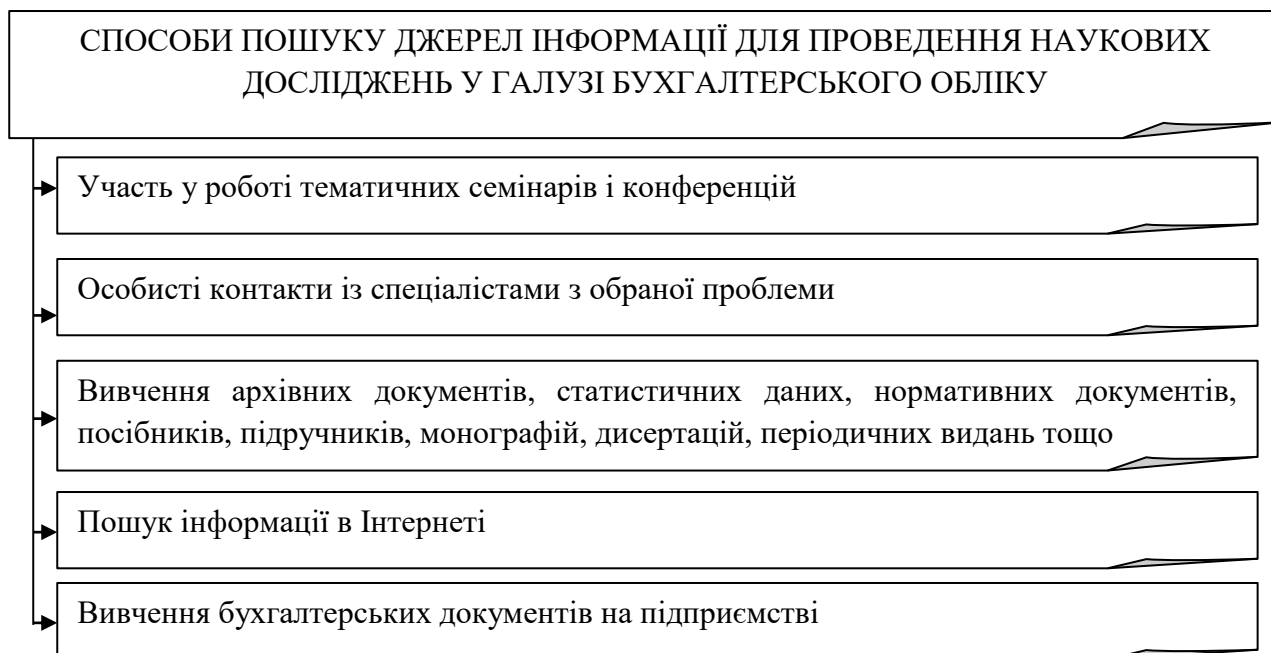 СПОСОБИ ПОШУКУ ДЖЕРЕЛ ІНФОРМАЦІЇ ДЛЯ ПРОВЕДЕННЯ НАУКОВИХ
ДОСЛІДЖЕНЬ У ГАЛУЗІ БУХГАЛТЕРСЬКОГО ОБЛІКУ
Участь у роботі тематичних семінарів і конференцій
Особисті контакти із спеціалістами з обраної проблеми
Вивчення архівних документів, статистичних даних, нормативних документів,
посібників, підручників, монографій, дисертацій, періодичних видань тощо
Пошук інформації в Інтернеті
Вивчення бухгалтерських документів на підприємстві